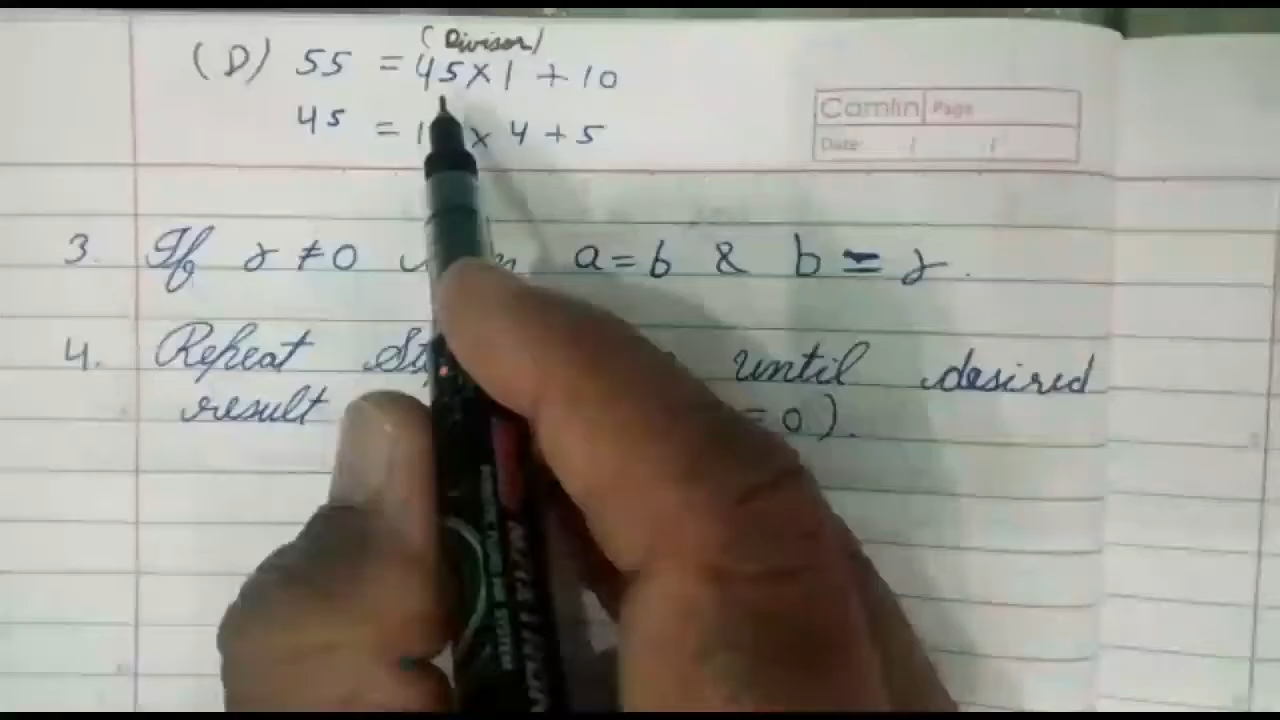 (Divisor)
(D) 55 = 45 × 1 + 10
45 = 1 × 4 + 5
Camlin Page
Date: / /
3. If r ≠ 0 a = b & b = r.
4. Repeat until desired
result = 0).